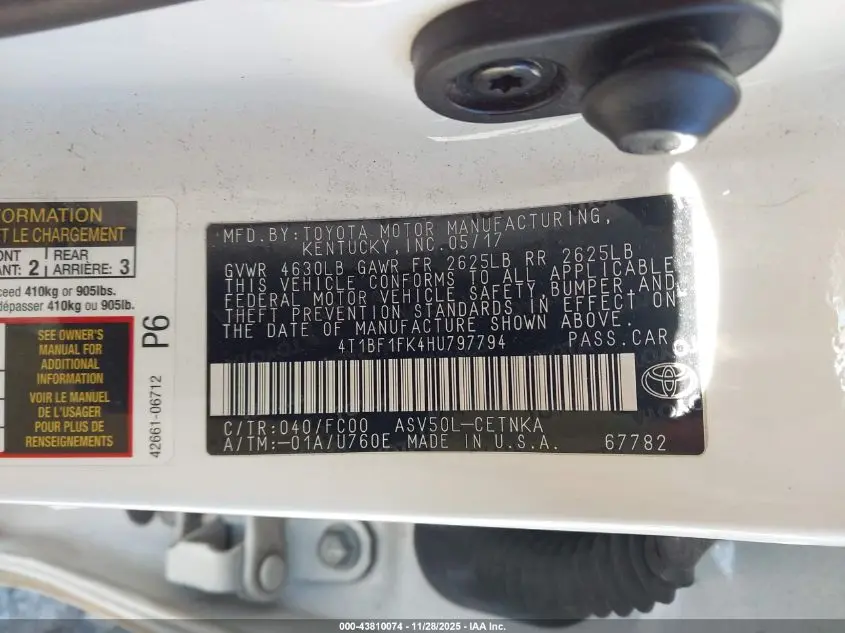 FORMATION
ET LE CHARGEMENT
ONT
ANT: 2
REAR
ARRIÈRE: 3
ceed 410kg or 905lbs.
dépasser 410kg ou 905lb.
SEE OWNER'S
MANUAL FOR
ADDITIONAL
INFORMATION
VOIR LE MANUEL
DE L'USAGER
POUR PLUS DE
RENSEIGNEMENTS
P6
42661-06712
MFD.BY:TOYOTA MOTOR MANUFACTURING,
KENTUCKY,INC.05/17
GVWR 4630LB GAWR FR 2625LB RR 2625LB
THIS VEHICLE CONFORMS TO ALL APPLICABLE
FEDERAL MOTOR VEHICLE SAFETY,BUMPER,AND
THEFT PREVENTION STANDARDS IN EFFECT ON
THE DATE OF MANUFACTURE SHOWN ABOVE.
4T1BF1FK4HU797794 PASS.CAR
C/TR:040/FC00 ASV50L-CETNKA
A/TM:-01A/U760E MADE IN U.S.A. 67782
000-43810074 - 11/28/2025 - IAA Inc.